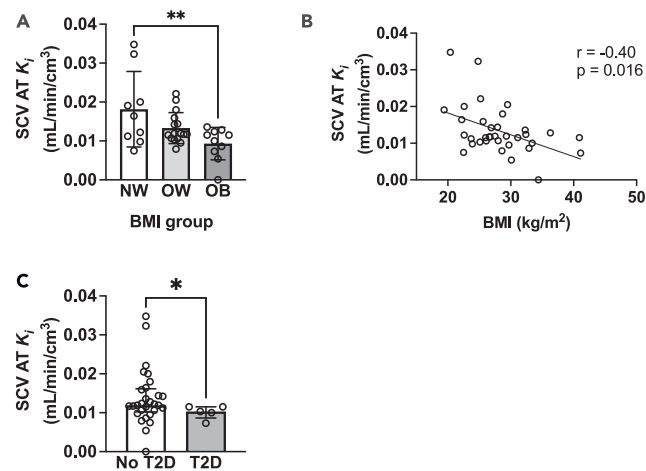 A
SCV AT Ki
(mL/min/cm3)
0.04
0.03
0.02
0.01
0.00
**
NW OW OB
BMI group
B
SCV AT Ki
(mL/min/cm3)
0.04
0.03
0.02
0.01
0.00
r = -0.40
p = 0.016
20 30 40 50
BMI (kg/m2)
C
SCV AT Ki
(mL/min/cm3)
0.04
0.03
0.02
0.01
0.00
*
No T2D T2D